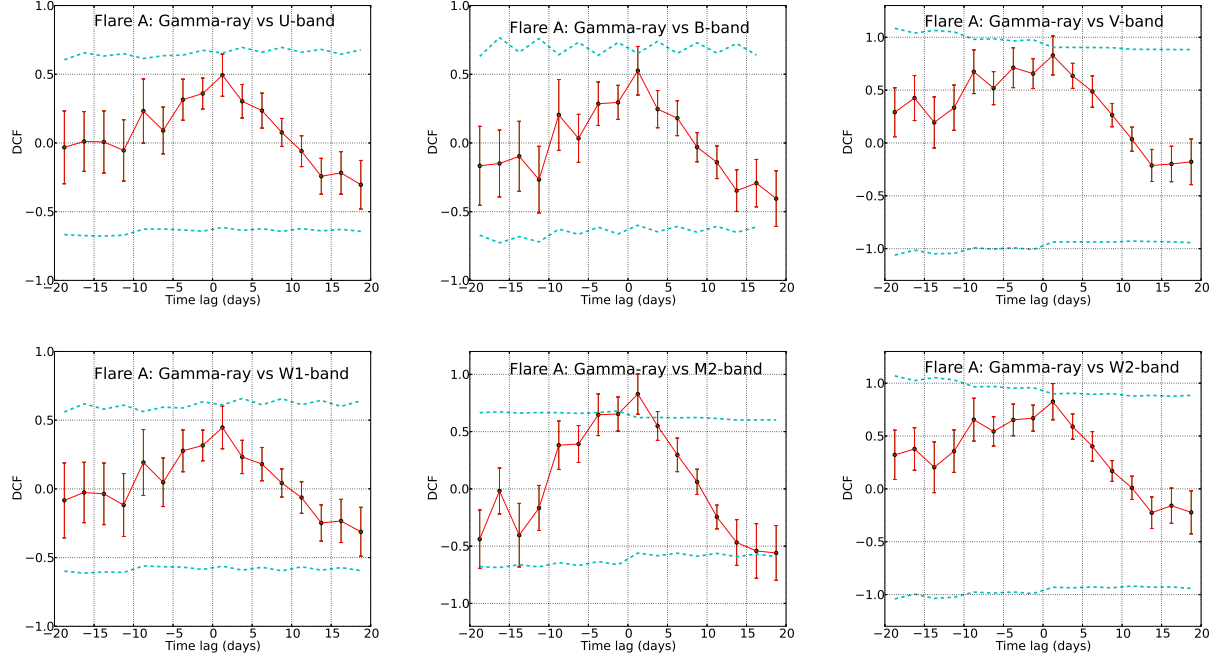 Flare A: Gamma-ray vs U-band
1.0
0.5
0.0
−0.5
−1.0
DCF
−20 −15 −10 −5 0 5 10 15 20
Time lag (days)
Flare A: Gamma-ray vs B-band
1.0
0.5
0.0
−0.5
−1.0
DCF
−20 −15 −10 −5 0 5 10 15 20
Time lag (days)
Flare A: Gamma-ray vs V-band
1.0
0.5
0.0
−0.5
−1.0
DCF
−20 −15 −10 −5 0 5 10 15 20
Time lag (days)
Flare A: Gamma-ray vs W1-band
1.0
0.5
0.0
−0.5
−1.0
DCF
−20 −15 −10 −5 0 5 10 15 20
Time lag (days)
Flare A: Gamma-ray vs M2-band
1.0
0.5
0.0
−0.5
−1.0
DCF
−20 −15 −10 −5 0 5 10 15 20
Time lag (days)
Flare A: Gamma-ray vs W2-band
1.0
0.5
0.0
−0.5
−1.0
DCF
−20 −15 −10 −5 0 5 10 15 20
Time lag (days)